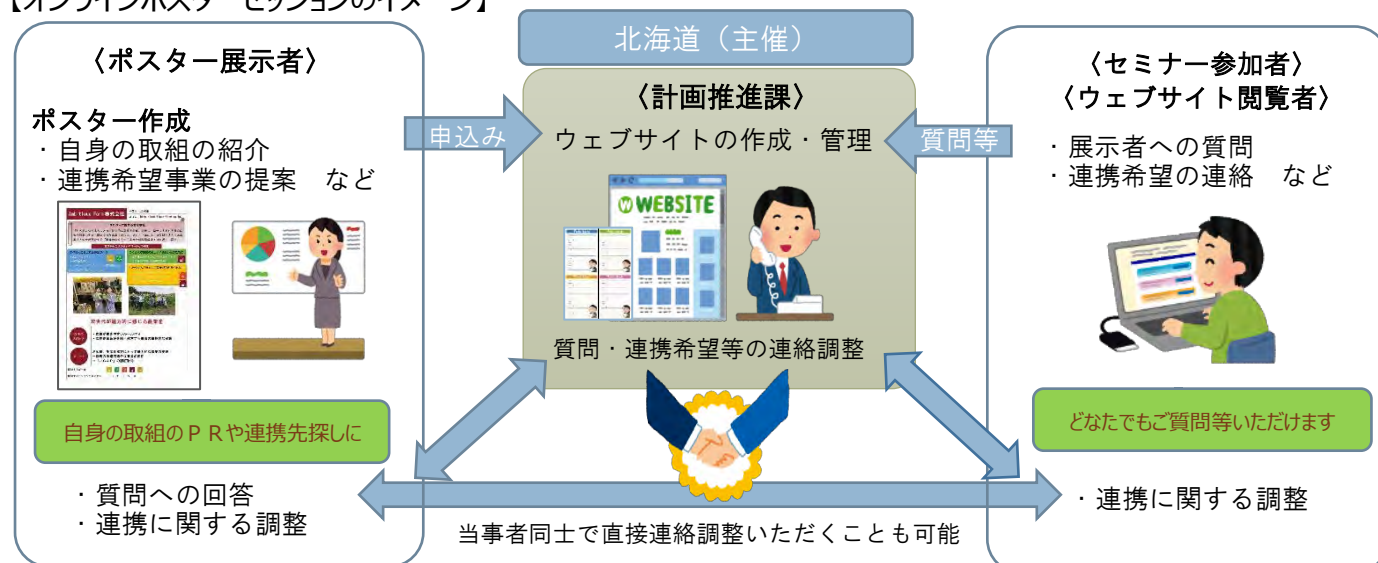 【オンラインポスターセッションのイメージ】
北海道（主催）
〈ポスター展示者〉
ポスター作成
・自身の取組の紹介
・連携希望事業の提案　など
自身の取組のＰＲや連携先探しに
・質問への回答
・連携に関する調整
申込み
〈計画推進課〉
ウェブサイトの作成・管理
WEBSITE
質問・連携希望等の連絡調整
質問等
〈セミナー参加者〉
〈ウェブサイト閲覧者〉
・展示者への質問
・連携希望の連絡　など
どなたでもご質問等いただけます
・連携に関する調整
当事者同士で直接連絡調整いただくことも可能